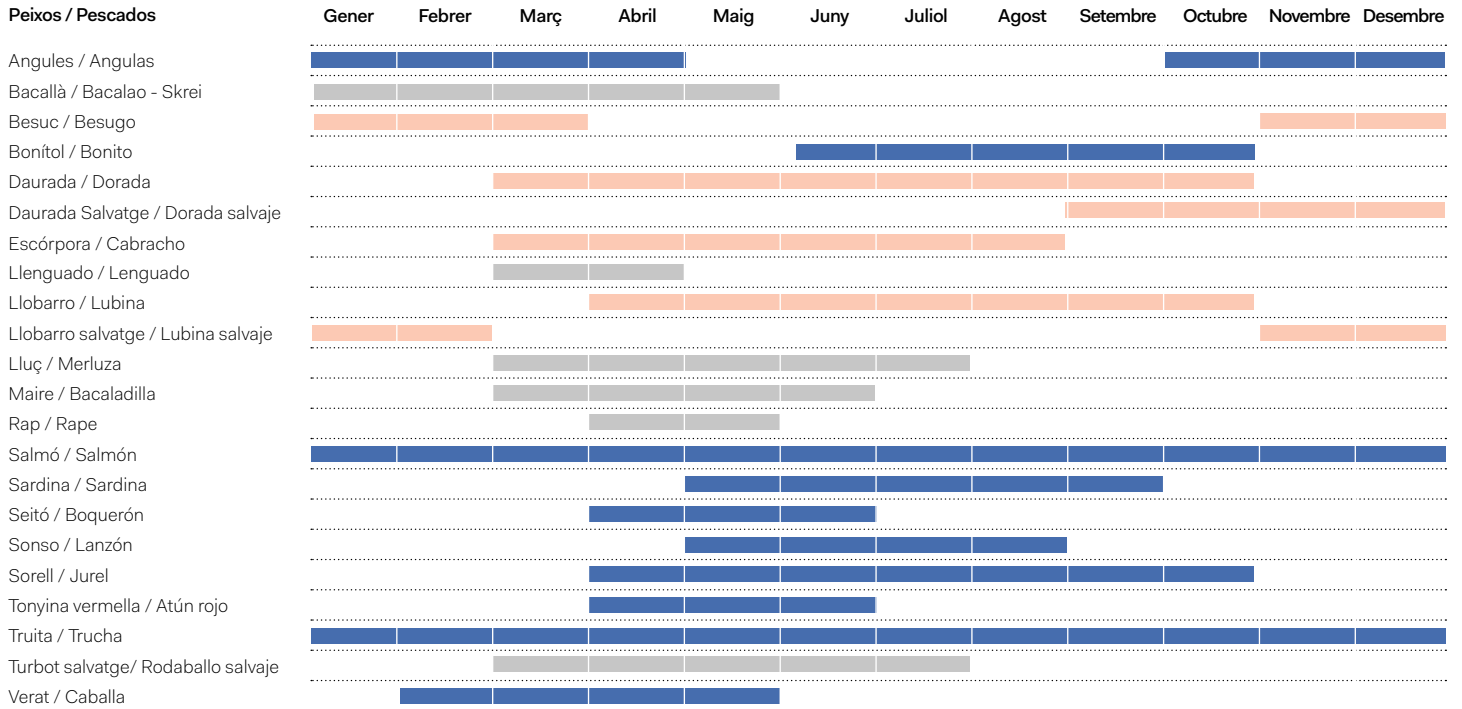 Peixos / Pescados Gener Febrer Març Abril Maig Juny Juliol Agost Setembre Octubre Novembre Desembre
Angules / Angulas
Bacallà / Bacalao - Skrei
Besuc / Besugo
Bonítol / Bonito
Daurada / Dorada
Daurada Salvatge / Dorada salvaje
Escórpora / Cabracho
Llenguado / Lenguado
Llobarro / Lubina
Llobarro salvatge / Lubina salvaje
Lluç / Merluza
Maire / Bacaladilla
Rap / Rape
Salmó / Salmón
Sardina / Sardina
Seitó / Boquerón
Sonso / Lanzón
Sorell / Jurel
Tonyina vermella / Atún rojo
Truita / Trucha
Turbot salvatge/ Rodaballo salvaje
Verat / Caballa